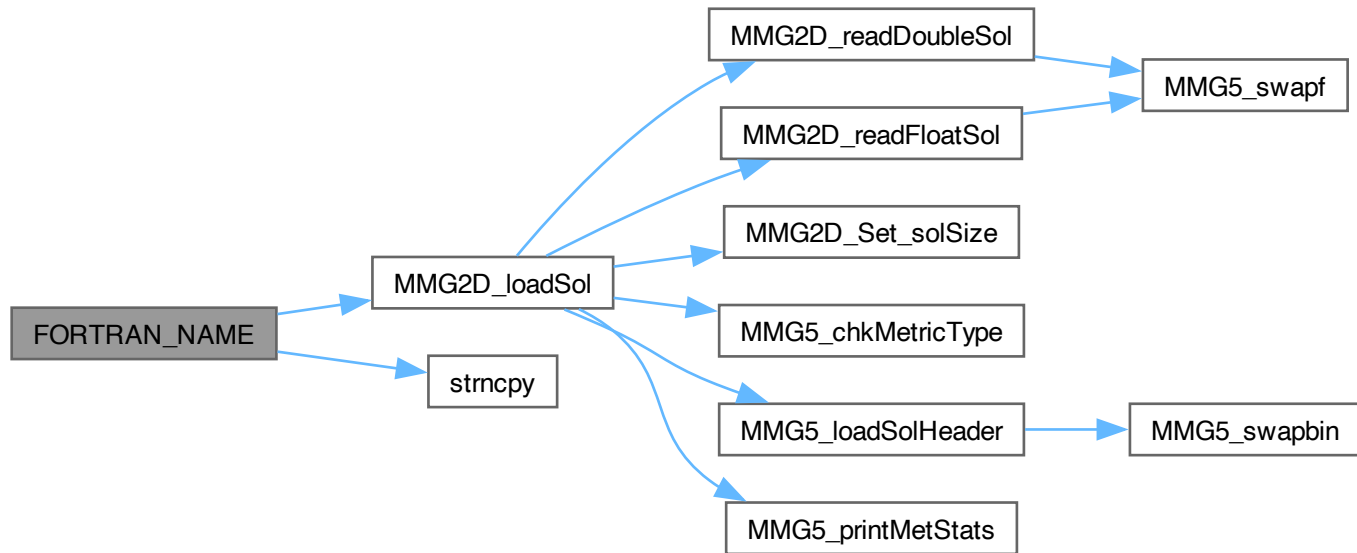 FORTRAN_NAME
MMG2D_loadSol
strncpy
MMG2D_readDoubleSol
MMG2D_readFloatSol
MMG2D_Set_solSize
MMG5_chkMetricType
MMG5_loadSolHeader
MMG5_printMetStats
MMG5_swapf
MMG5_swapbin